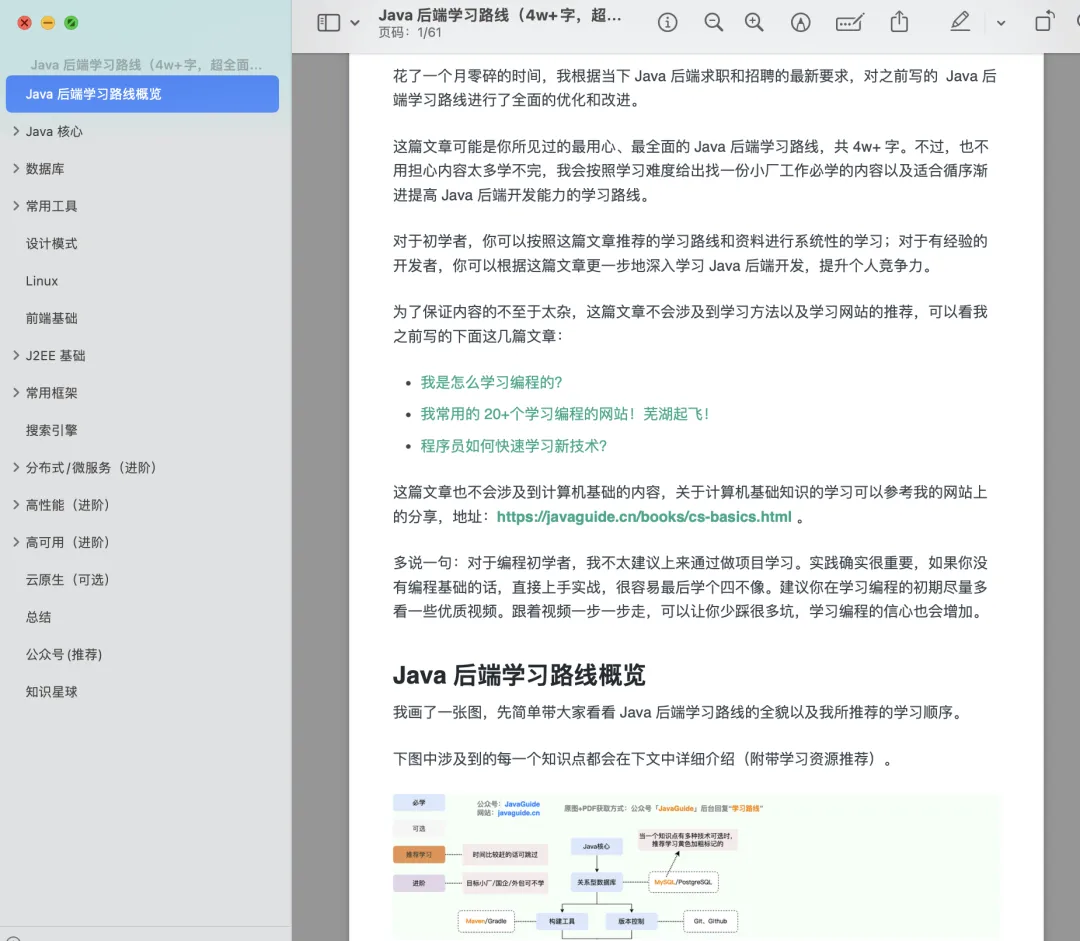 Java 后端学习路线（4w+字，超...
页码：1/61
Java 后端学习路线（4w+字，超全面...
Java 后端学习路线概览
Java 核心
数据库
常用工具
设计模式
Linux
前端基础
J2EE 基础
常用框架
搜索引擎
分布式/微服务（进阶）
高性能（进阶）
高可用（进阶）
云原生（可选）
总结
公众号(推荐)
知识星球
花了一个月零碎的时间，我根据当下 Java 后端求职和招聘的最新要求，对之前写的 Java 后
端学习路线进行了全面的优化和改进。
这篇文章可能是你所见过的最用心、最全面的 Java 后端学习路线，共 4w+ 字。不过，也不
用担心内容太多学不完，我会按照学习难度给出找一份小厂工作必学的内容以及适合循序渐
进提高 Java 后端开发能力的学习路线。
对于初学者，你可以按照这篇文章推荐的学习路线和资料进行系统性的学习；对于有经验的
开发者，你可以根据这篇文章更一步地深入学习 Java 后端开发，提升个人竞争力。
为了保证内容的不至于太杂，这篇文章不会涉及到学习方法以及学习网站的推荐，可以看我
之前写的下面这几篇文章：
• 我是怎么学习编程的？
• 我常用的 20+个学习编程的网站！芜湖起飞！
• 程序员如何快速学习新技术？
这篇文章也不会涉及到计算机基础的内容，关于计算机基础知识的学习可以参考我的网站上
的分享，地址：https://javaguide.cn/books/cs-basics.html 。
多说一句：对于编程初学者，我不太建议上来通过做项目学习。实践确实很重要，如果你没
有编程基础的话，直接上手实战，很容易最后学个四不像。建议你在学习编程的初期尽量多
看一些优质视频。跟着视频一步一步走，可以让你少踩很多坑，学习编程的信心也会增加。
Java 后端学习路线概览
我画了一张图，先简单带大家看看 Java 后端学习路线的全貌以及我所推荐的学习顺序。
下图中涉及到的每一个知识点都会在下文中详细介绍（附带学习资源推荐）。
必学
公众号：JavaGuide
网站：javaguide.cn
原图+PDF获取方式：公众号「JavaGuide」后台回复“学习路线”
可选
当一个知识点有多种技术可选时，
推荐学习黄色加粗标记的
Java核心
推荐学习
时间比较赶的话可跳过
进阶
目标小厂/国企/外包可不学
关系型数据库
MySQL/PostgreSQL
Maven/Gradle
构建工具
版本控制
Git、Github